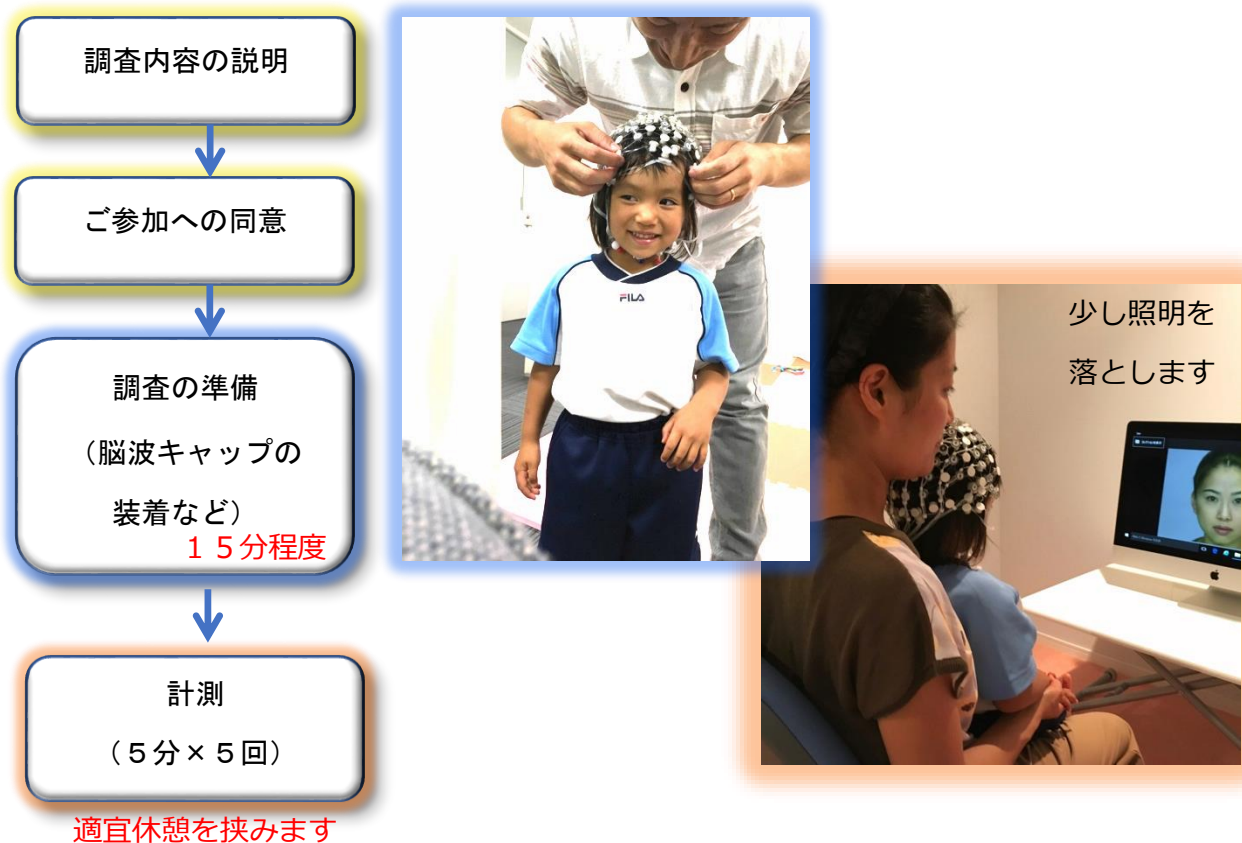 調査内容の説明
ご参加への同意
調査の準備
（脳波キャップの
装着など）
１５分程度
計測
（５分×５回）
適宜休憩を挟みます
FILA
少し照明を
落とします